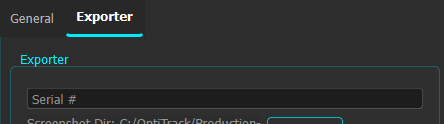 General
Exporter
Exporter
Serial #
Screenshot Dir: C:/OptiTrack/Production-